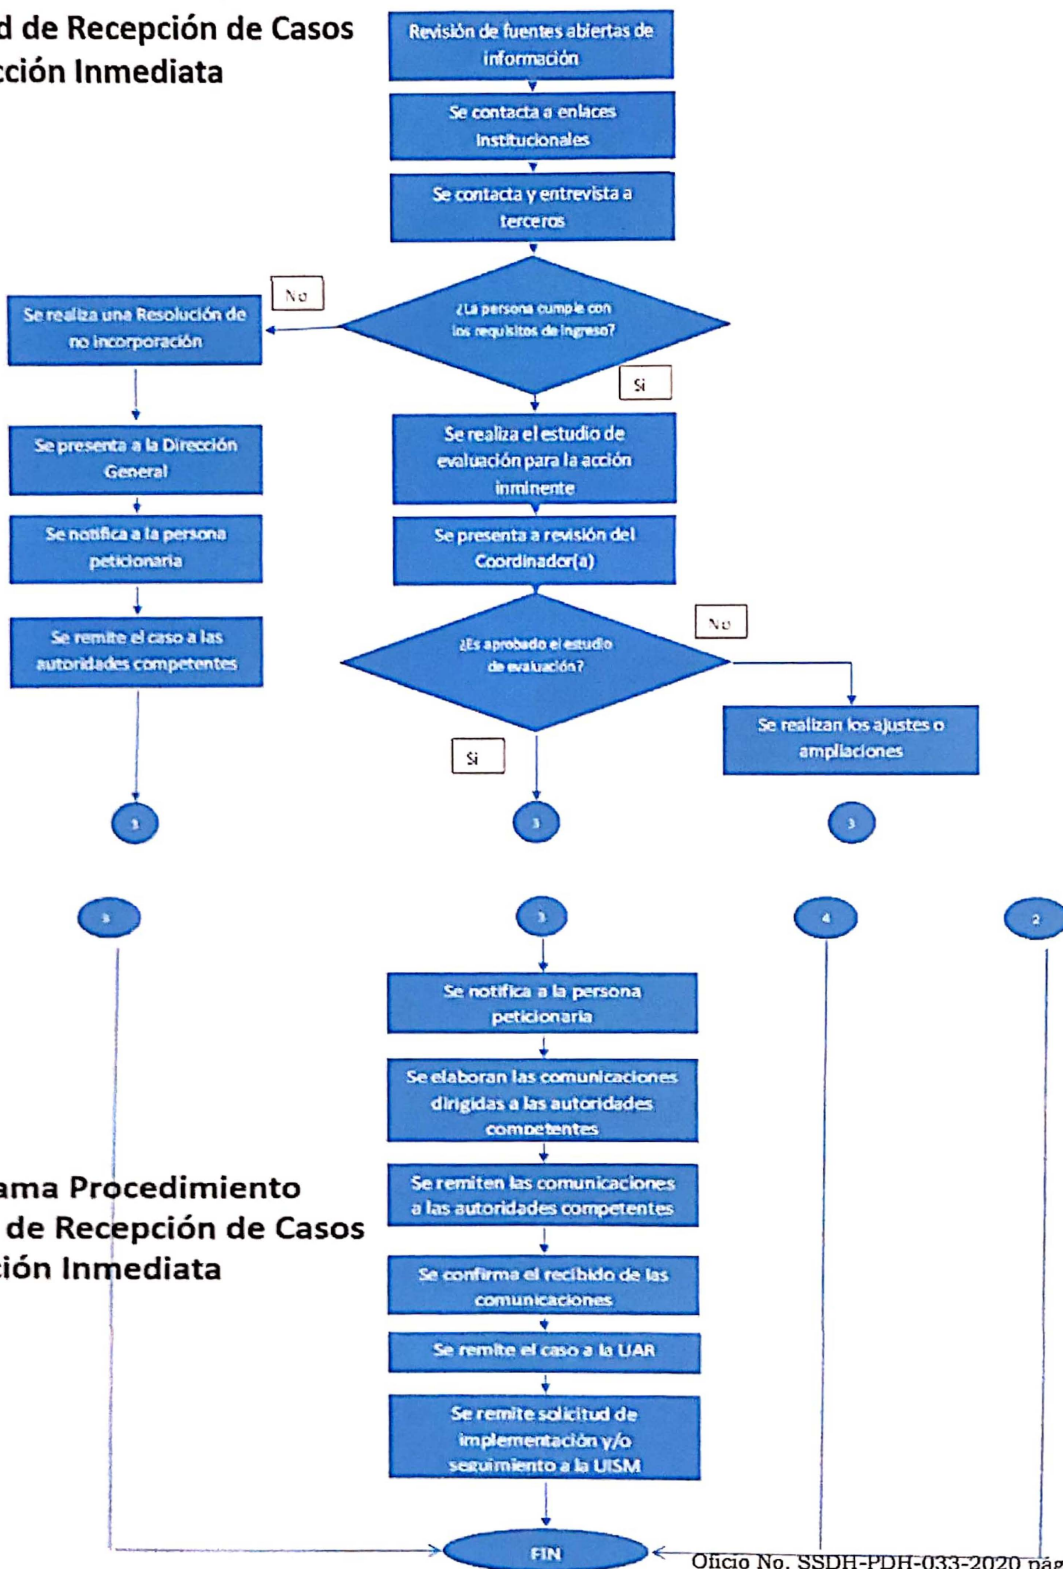 d de Recepción de Casos
cción Inmediata
Revisión de fuentes abiertas de
información
Se contacta a enlaces
institucionales
Se contacta y entrevista a
terceros
¿La persona cumple con
los requisitos de ingreso?
No
Si
Se realiza una Resolución de
no incorporación
Se presenta a la Dirección
General
Se notifica a la persona
peticionaria
Se remite el caso a las
autoridades competentes
Se realiza el estudio de
evaluación para la acción
inminente
Se presenta a revisión del
Coordinador(a)
¿Es aprobado el estudio
de evaluación?
No
Si
Se realizan los ajustes o
ampliaciones
3
3
3
4
2
Se notifica a la persona
peticionaria
Se elaboran las comunicaciones
dirigidas a las autoridades
competentes
Se remiten las comunicaciones
a las autoridades competentes
ama Procedimiento
de Recepción de Casos
ción Inmediata
Se confirma el recibido de las
comunicaciones
Se remite el caso a la UAR
Se remite solicitud de
implementación y/o
seguimiento a la UISM
FIN
Oficio No. SSDH-PDH-033-2020 pág